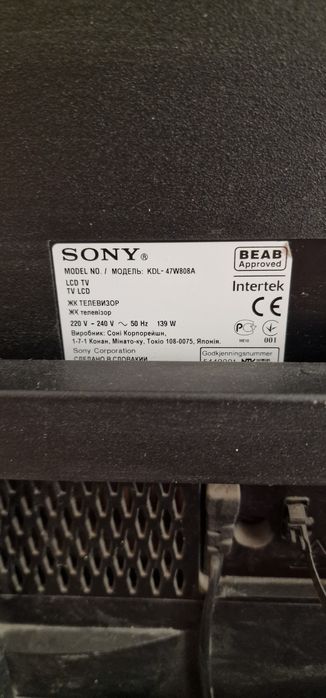 SONY®
BEAB
Approved
MODEL NO. / МОДЕЛЬ: KDL-47W808A
LCD TV
TV LCD
Intertek
ЖК ТЕЛЕВИЗОР
ЖК телевізор
CE
220 V - 240 V ~ 50 Hz 139 W
Виробник: Соні Корпорейшн,
1-7-1 Конан, Мінато-ку, Токіо 108-0075, Японія.
001
Sony Corporation
Godkjenningsnummer
СДЕЛАНО В СЛОВАКИИ